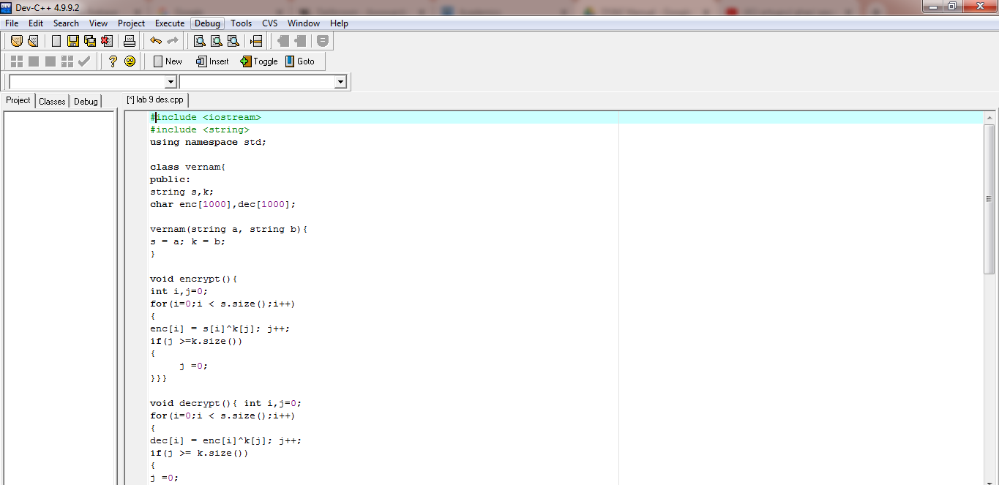 Dev-C++ 4.9.9.2
File Edit Search View Project Execute Debug Tools CVS Window Help
New Insert Toggle Goto
Project Classes Debug [*] lab 9 des.cpp
#include <iostream>
#include <string>
using namespace std;
class vernam{
public:
string s,k;
char enc[1000],dec[1000];
vernam(string a, string b){
s = a; k = b;
}
void encrypt(){
int i,j=0;
for(i=0;i < s.size();i++)
{
enc[i] = s[i]^k[j]; j++;
if(j >=k.size())
{
j =0;
}}}
void decrypt(){ int i,j=0;
for(i=0;i < s.size();i++)
{
dec[i] = enc[i]^k[j]; j++;
if(j >= k.size())
{
j =0;